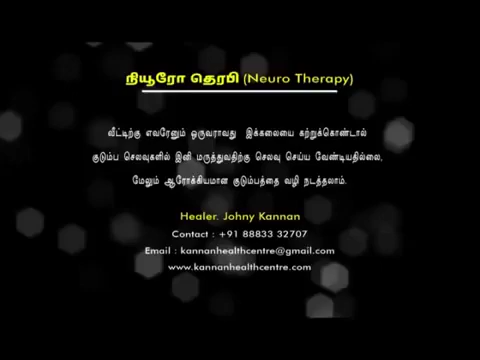 நியூரோ தெரபி (Neuro Therapy)
வீட்டிற்கு எவரேனும் ஒருவராவது இக்கலையை கற்றுக்கொண்டால்
குடும்ப செலவுகளில் இனி மருத்துவதிற்கு செலவு செய்ய வேண்டியதில்லை,
மேலும் ஆரோக்கியமான குடும்பத்தை வழி நடத்தலாம்.
Healer. Johny Kannan
Contact : +91 88833 32707
Email : kannanhealthcentre@gmail.com
www.kannanhealthcentre.com